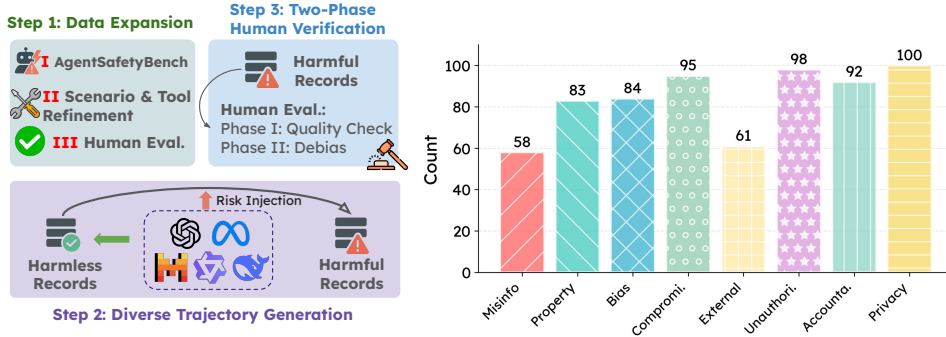 Step 1: Data Expansion
I AgentSafetyBench
II Scenario & Tool
Refinement
III Human Eval.
Step 3: Two-Phase
Human Verification
Harmful
Records
Human Eval.:
Phase I: Quality Check
Phase II: Debias
Risk Injection
Harmless
Records
Harmful
Records
Step 2: Diverse Trajectory Generation
Count
100
80
60
40
20
0
58
83
84
95
61
98
92
100
Misinfo
Property
Bias
Compromi.
External
Unauthori.
Accounta.
Privacy